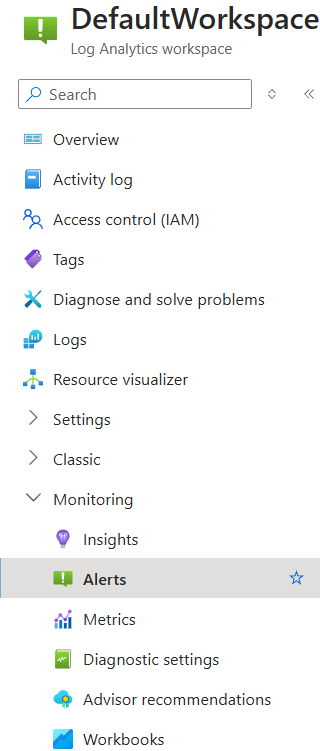 DefaultWorkspace
Log Analytics workspace
Search
Overview
Activity log
Access control (IAM)
Tags
Diagnose and solve problems
Logs
Resource visualizer
Settings
Classic
Monitoring
Insights
Alerts
Metrics
Diagnostic settings
Advisor recommendations
Workbooks